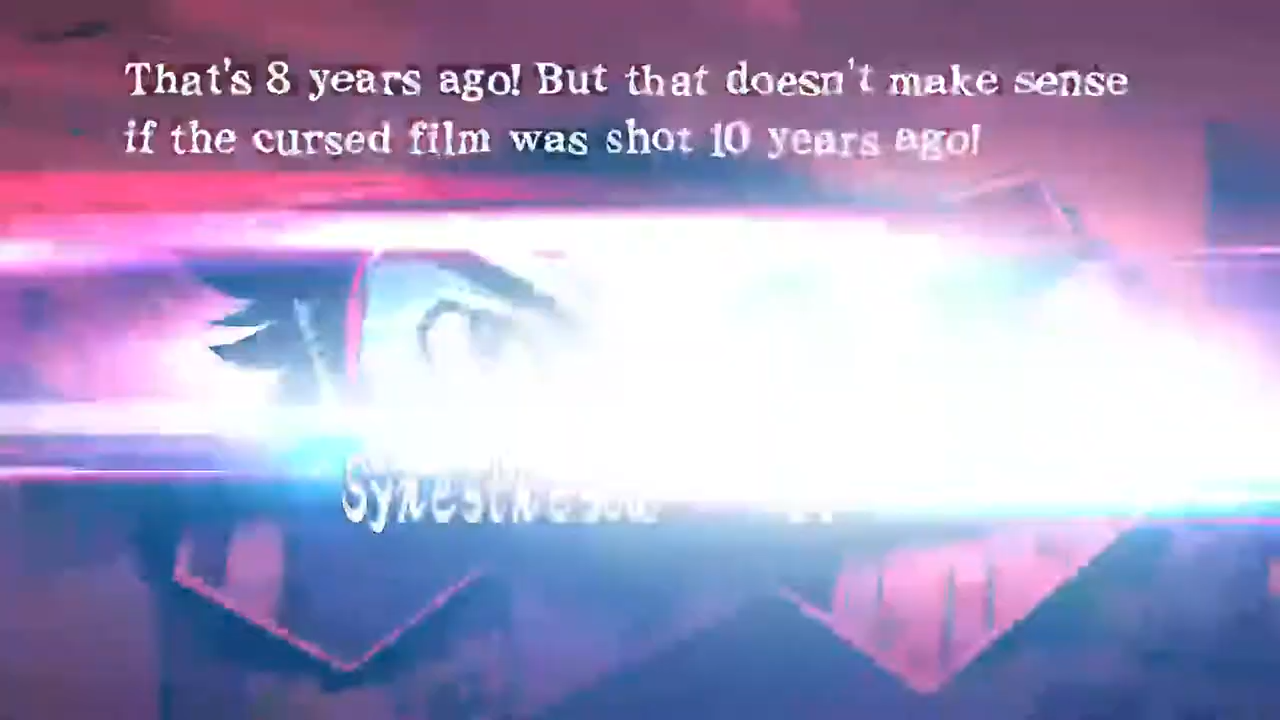 That's 8 years ago! But that doesn't make sense
if the cursed film was shot 10 years ago!